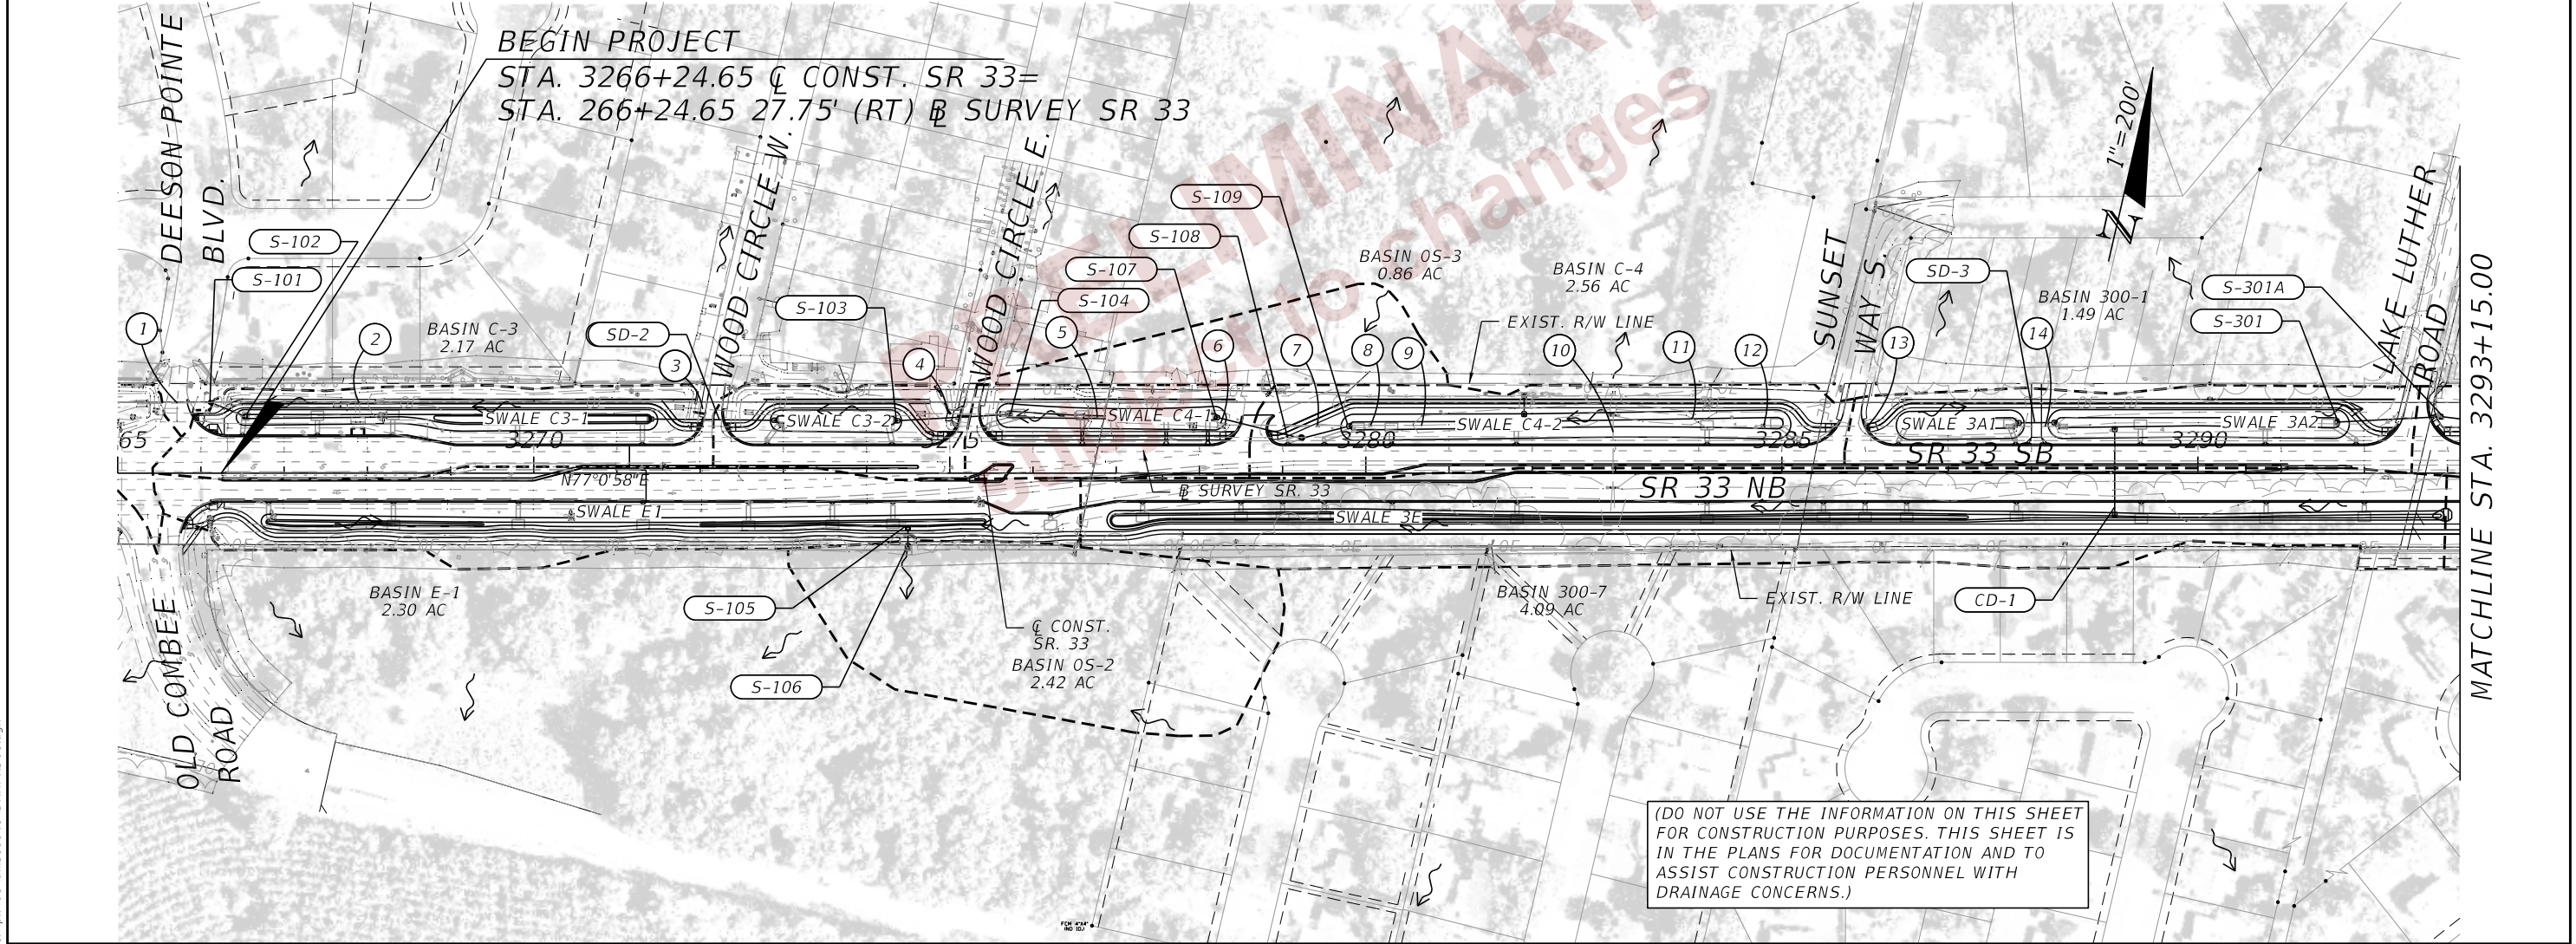 BEGIN PROJECT
STA. 3266+24.65 ℄ CONST. SR 33=
STA. 266+24.65 27.75' (RT) ⅊ SURVEY SR 33
DEESON POINTE
BLVD.
WOOD CIRCLE W.
WOOD CIRCLE E.
SUNSET
WAY S.
LAKE LUTHER
ROAD
1"=200'
N
MATCHLINE STA. 3293+15.00
PRELIMINAR
subject to changes
S-102
S-101
SD-2
S-103
S-109
S-108
S-107
S-104
SD-3
S-301A
S-301
BASIN C-3
2.17 AC
BASIN OS-3
0.86 AC
BASIN C-4
2.56 AC
BASIN 300-1
1.49 AC
EXIST. R/W LINE
1
2
3
4
5
6
7
8
9
10
11
12
13
14
SWALE C3-1
SWALE C3-2
SWALE C4-1
SWALE C4-2
SWALE 3A1
SWALE 3A2
65
3270
3275
3280
3285
3290
SR 33 SB
N77°0'58"E
SURVEY SR. 33
SR 33 NB
SWALE E1
SWALE 3E
BASIN E-1
2.30 AC
S-105
S-106
℄ CONST.
SR. 33
BASIN OS-2
2.42 AC
BASIN 300-7
4.09 AC
EXIST. R/W LINE
CD-1
OLD COMBEE
ROAD
(DO NOT USE THE INFORMATION ON THIS SHEET
FOR CONSTRUCTION PURPOSES. THIS SHEET IS
IN THE PLANS FOR DOCUMENTATION AND TO
ASSIST CONSTRUCTION PERSONNEL WITH
DRAINAGE CONCERNS.)